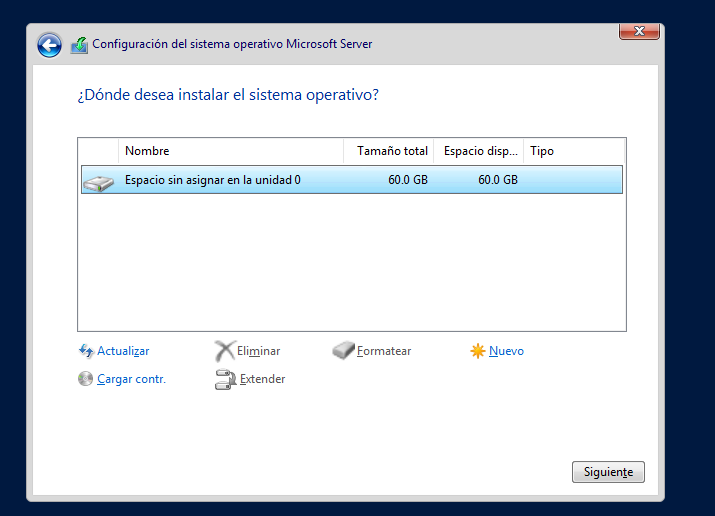 Configuración del sistema operativo Microsoft Server
¿Dónde desea instalar el sistema operativo?
Nombre Tamaño total Espacio disp... Tipo
Espacio sin asignar en la unidad 0 60.0 GB 60.0 GB
Actualizar Eliminar Formatear Nuevo
Cargar contr. Extender
Siguiente